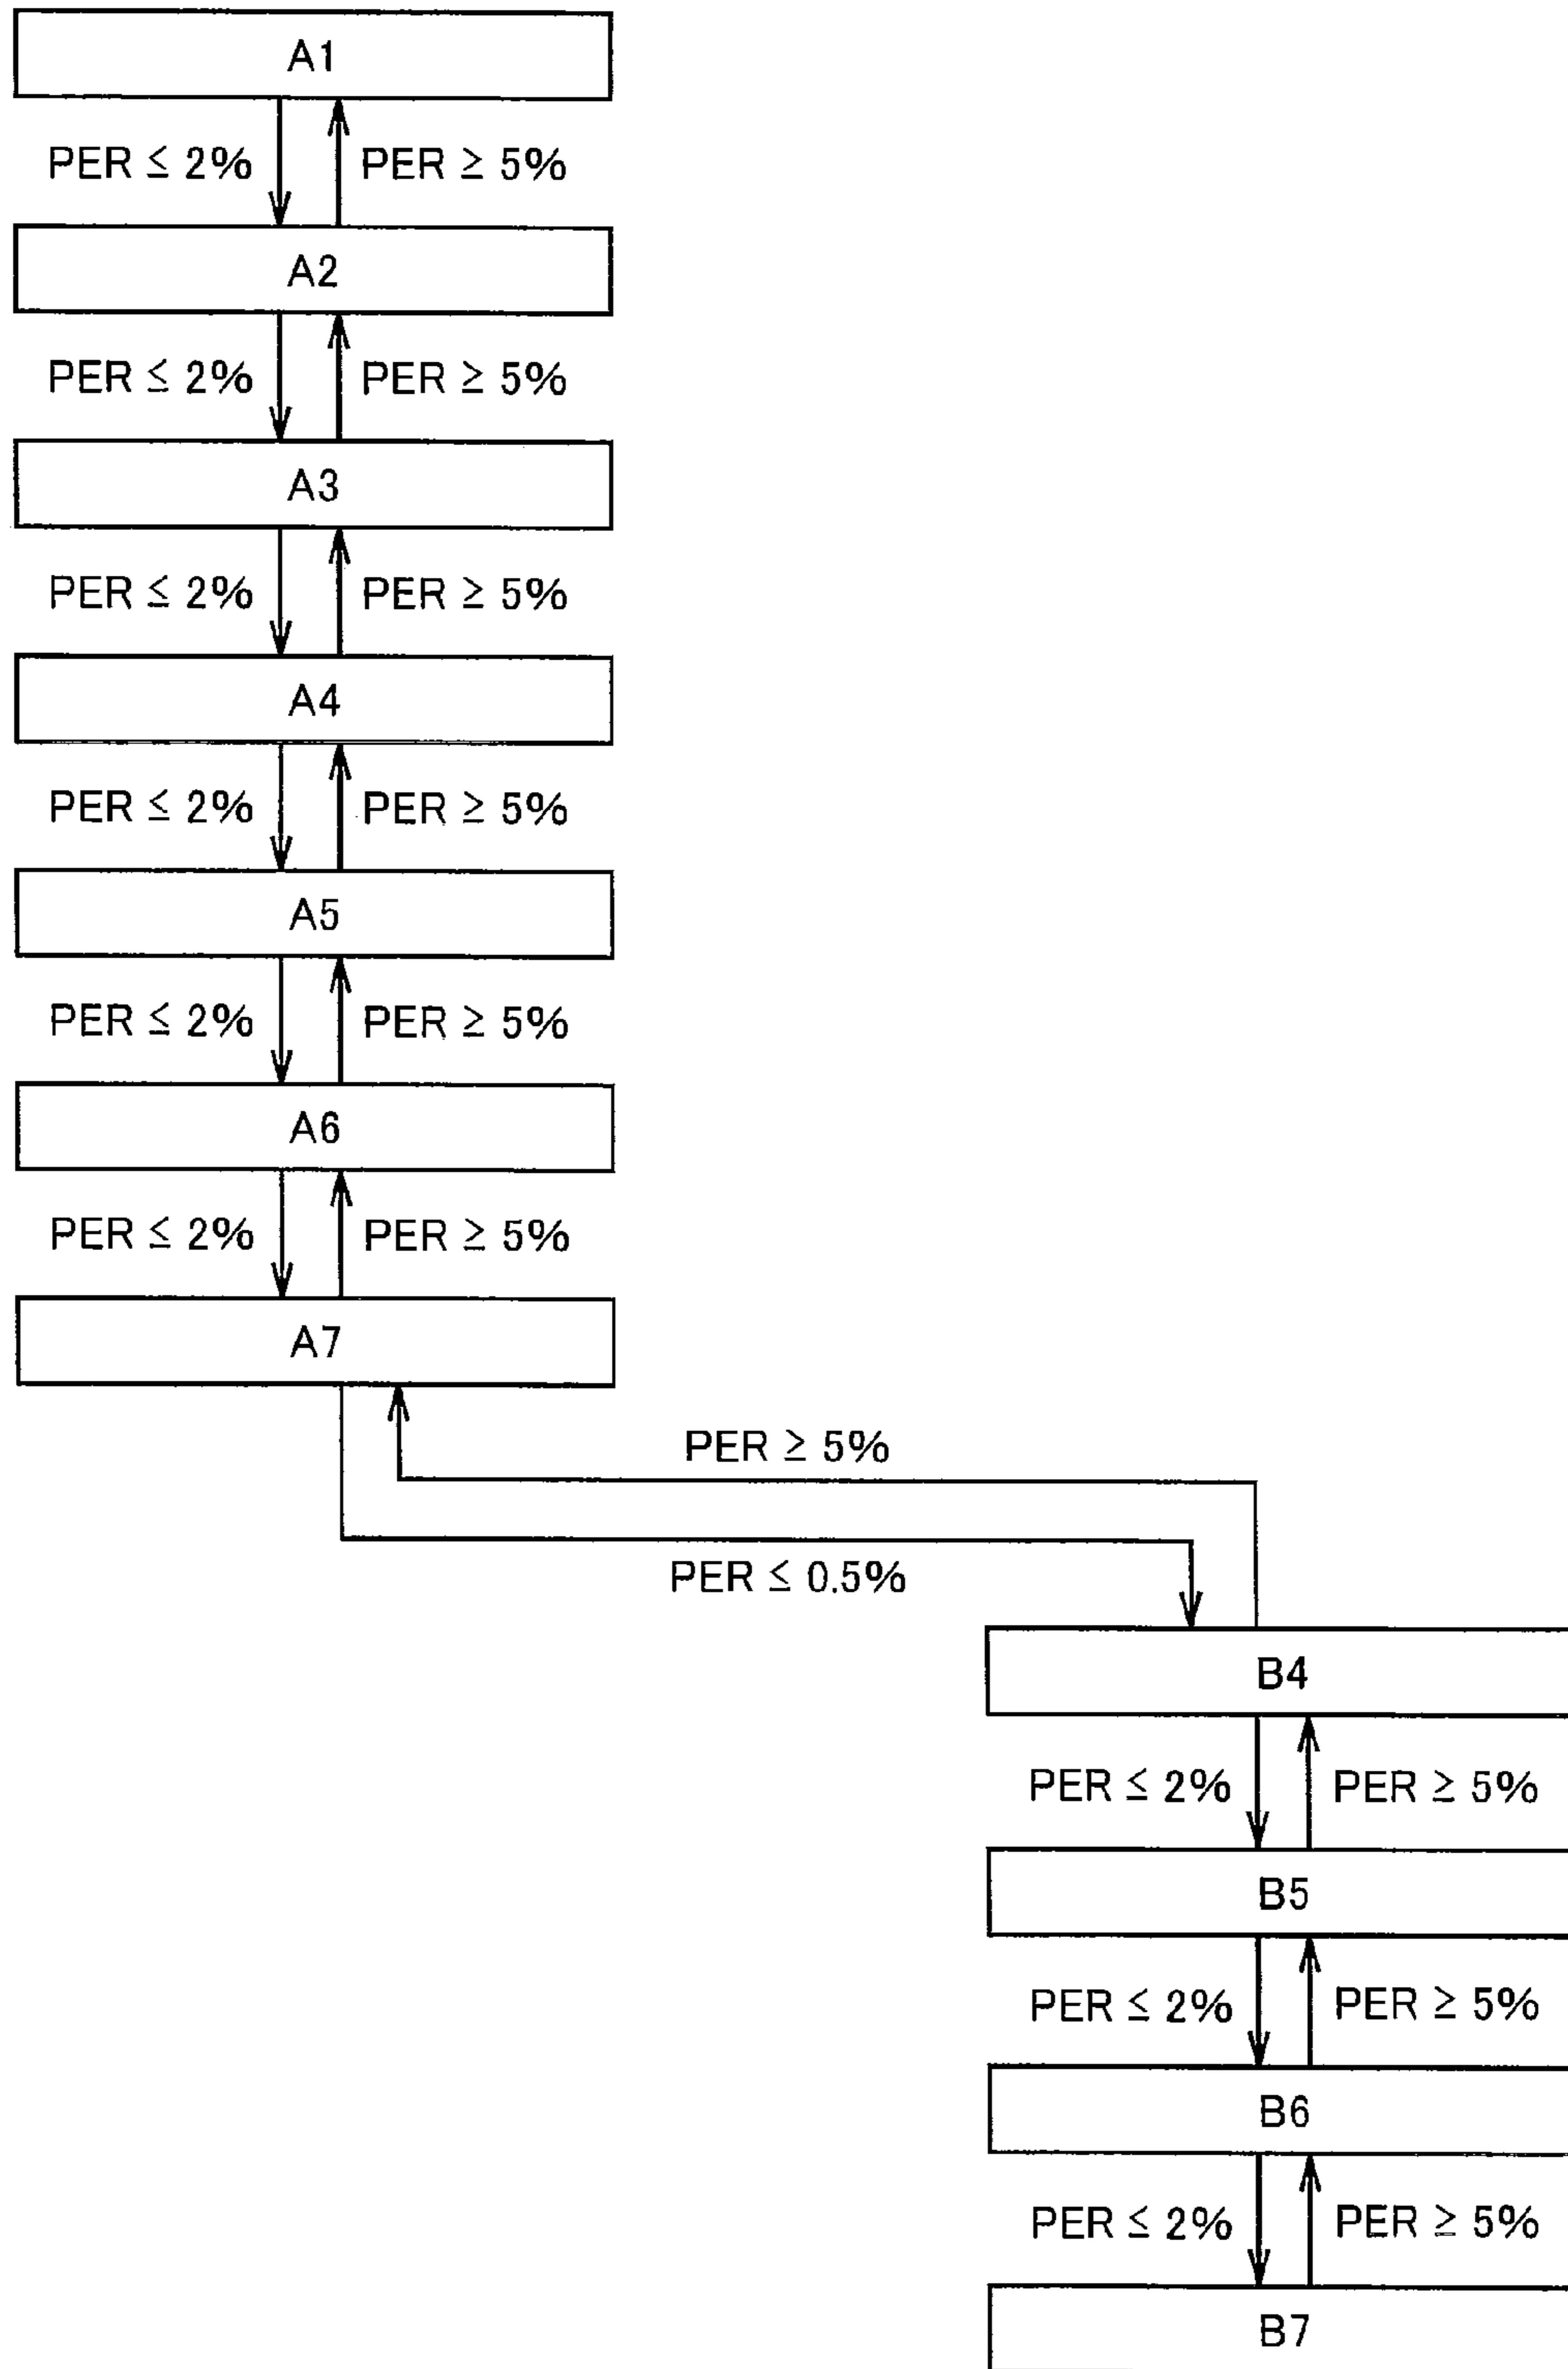 A1
PER ≤ 2% PER ≥ 5%
A2
PER ≤ 2% PER ≥ 5%
A3
PER ≤ 2% PER ≥ 5%
A4
PER ≤ 2% PER ≥ 5%
A5
PER ≤ 2% PER ≥ 5%
A6
PER ≤ 2% PER ≥ 5%
A7
PER ≥ 5%
PER ≤ 0.5%
B4
PER ≤ 2% PER ≥ 5%
B5
PER ≤ 2% PER ≥ 5%
B6
PER ≤ 2% PER ≥ 5%
B7